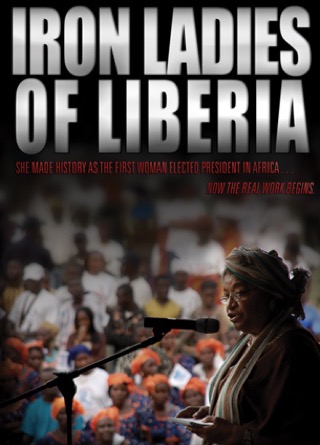 IRON LADIES
OF LIBERIA
SHE MADE HISTORY AS THE FIRST WOMAN ELECTED PRESIDENT IN AFRICA . . .
NOW THE REAL WORK BEGINS.